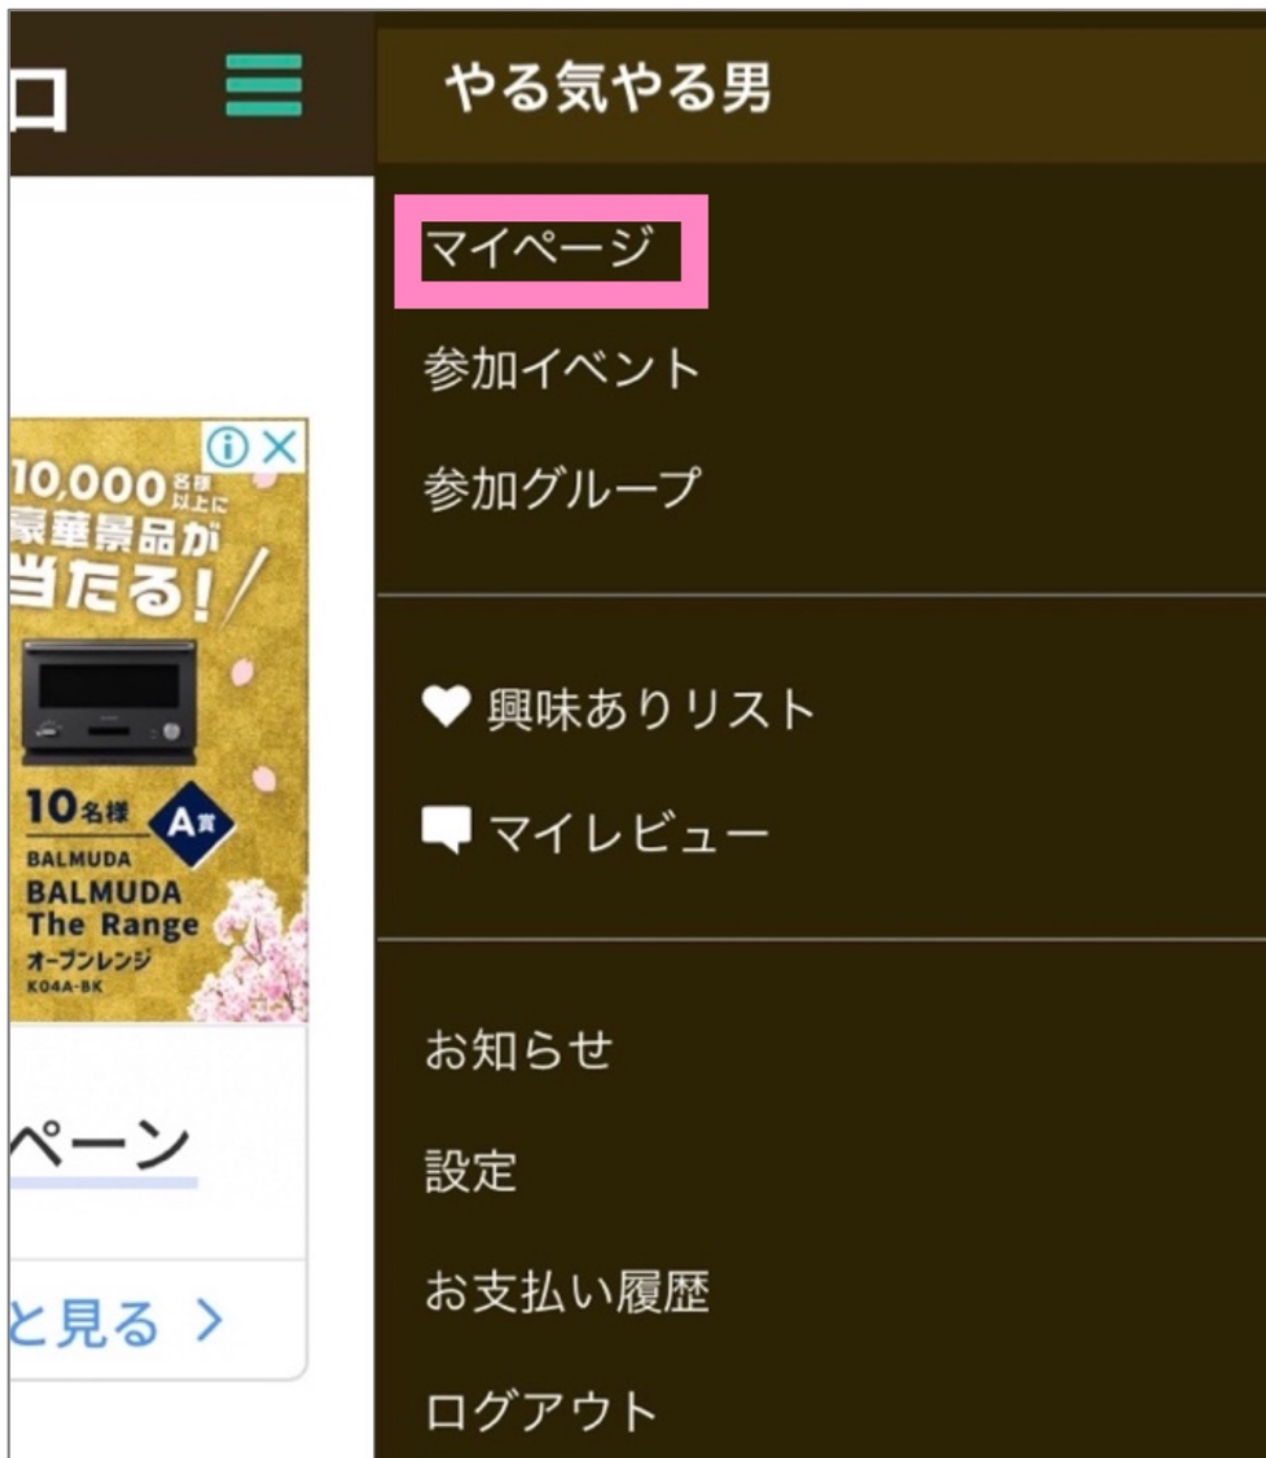 ロ
やる気やる男
マイページ
参加イベント
参加グループ
興味ありリスト
マイレビュー
お知らせ
設定
お支払い履歴
ログアウト
10,000名様以上に
豪華景品が
当たる!
10名様
A賞
BALMUDA
BALMUDA
The Range
オーブンレンジ
K04A-BK
ペーン
と見る